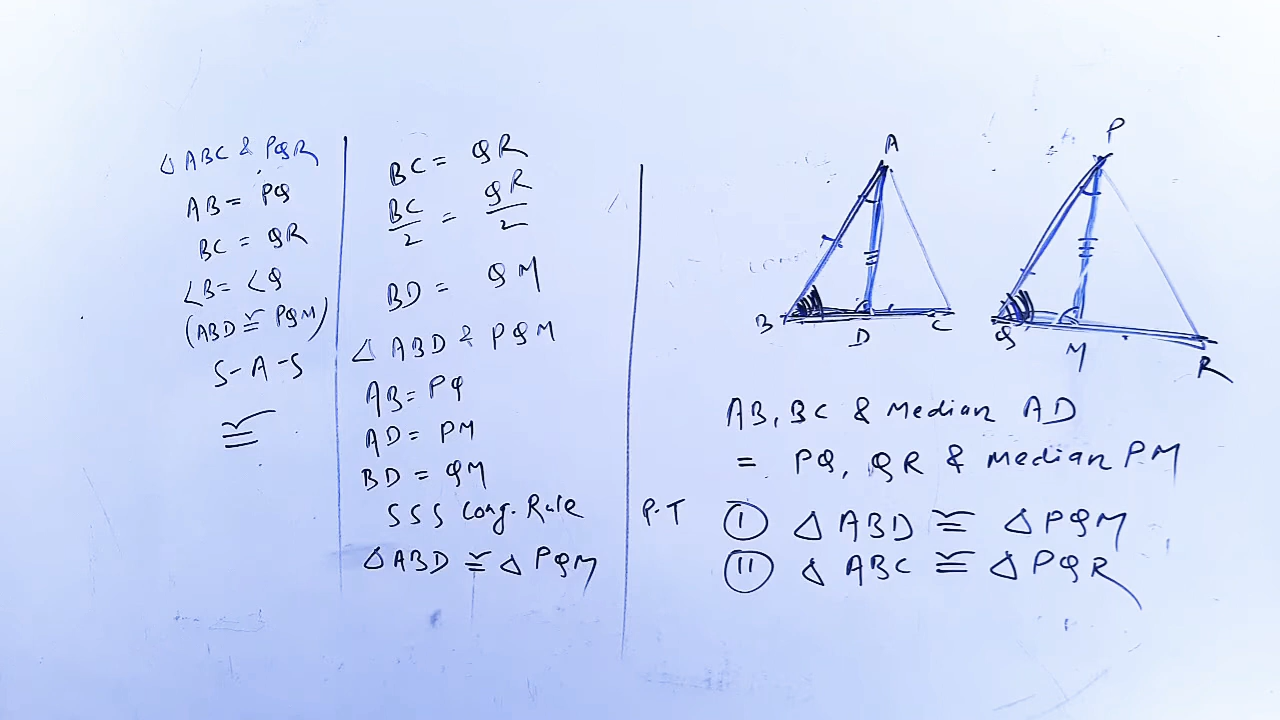 △ ABC & PQR
AB = PQ
BC = QR
∠B = ∠Q
(ABD ≅ PQM)
S-A-S
≅
BC = QR
BC/2 = QR/2
BD = QM
△ ABD & PQM
AB = PQ
AD = PM
BD = QM
SSS Cong. Rule
△ ABD ≅ △ PQM
A
B
D
C
P
Q
M
R
AB, BC & Median AD
= PQ, QR & Median PM
P.T (I) △ ABD ≅ △ PQM
(II) △ ABC ≅ △ PQR